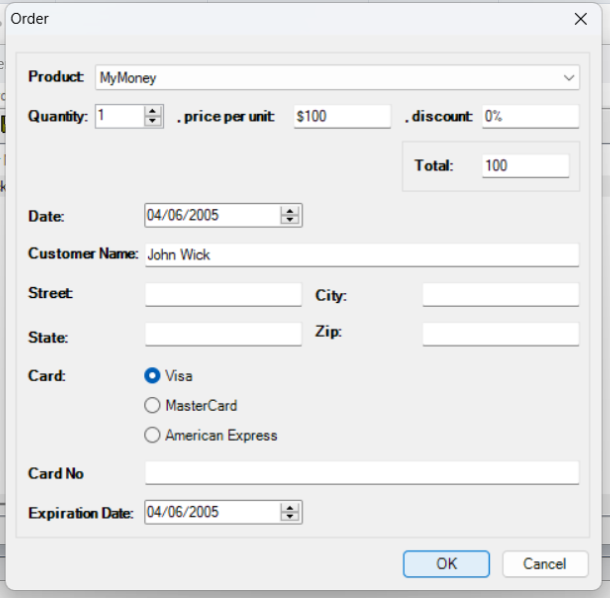 Order
Product: MyMoney
Quantity: 1 , price per unit: $100 , discount: 0%
Total: 100
Date: 04/06/2005
Customer Name: John Wick
Street: City:
State: Zip:
Card: Visa
MasterCard
American Express
Card No
Expiration Date: 04/06/2005
OK Cancel